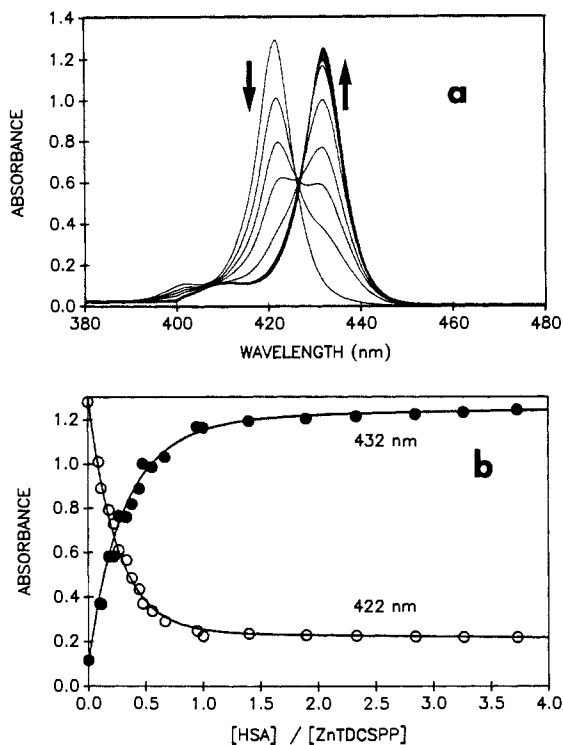 1.4
1.2
1.0
0.8
0.6
0.4
0.2
0.0
ABSORBANCE
a
380 400 420 440 460 480
WAVELENGTH (nm)
1.2
1.0
0.8
0.6
0.4
0.2
0.0
ABSORBANCE
432 nm
b
422 nm
0.0 0.5 1.0 1.5 2.0 2.5 3.0 3.5 4.0
[HSA] / [ZnTDCSPP]